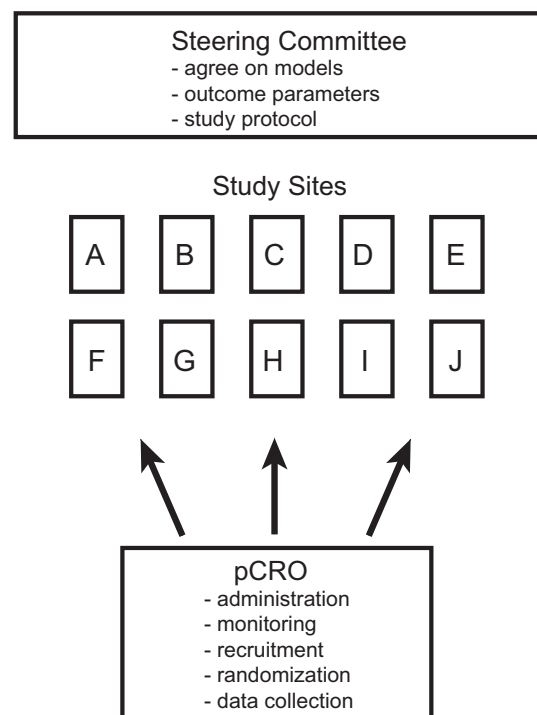 Steering Committee
- agree on models
- outcome parameters
- study protocol
Study Sites
A B C D E
F G H I J
pCRO
- administration
- monitoring
- recruitment
- randomization
- data collection